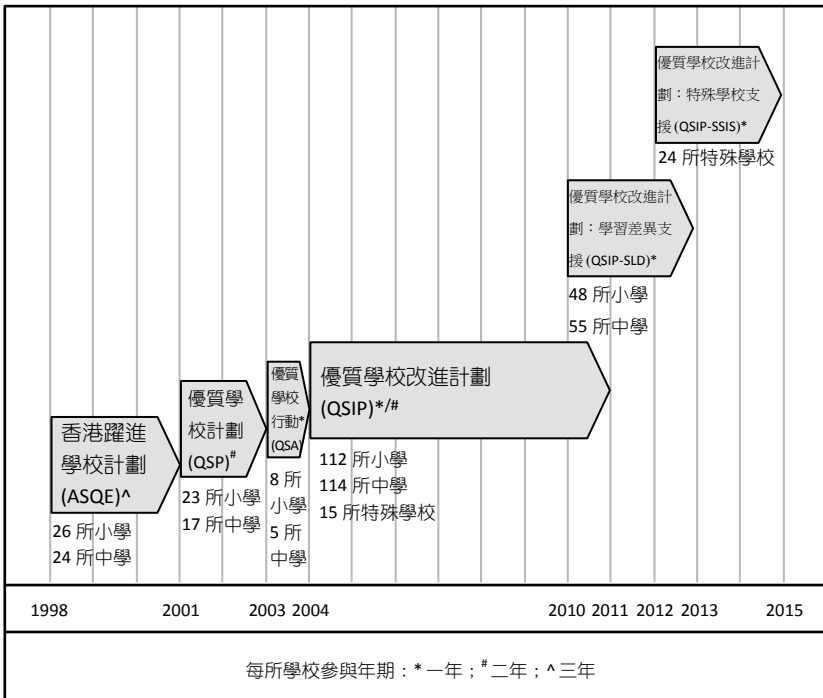 優質學校改進計
劃：特殊學校支
援(QSIP-SSIS)*
24 所特殊學校
優質學校改進計
劃：學習差異支
援(QSIP-SLD)*
48 所小學
55 所中學
優質學校改進計劃
(QSIP)*/#
112 所小學
114 所中學
15 所特殊學校
優質
學校
行動*
(QSA)
8 所
小學
5 所
中學
優質學
校計劃
(QSP)#
23 所小學
17 所中學
香港躍進
學校計劃
(ASQE)^
26 所小學
24 所中學
1998 2001 2003 2004 2010 2011 2012 2013 2015
每所學校參與年期：* 一年；# 二年；^ 三年